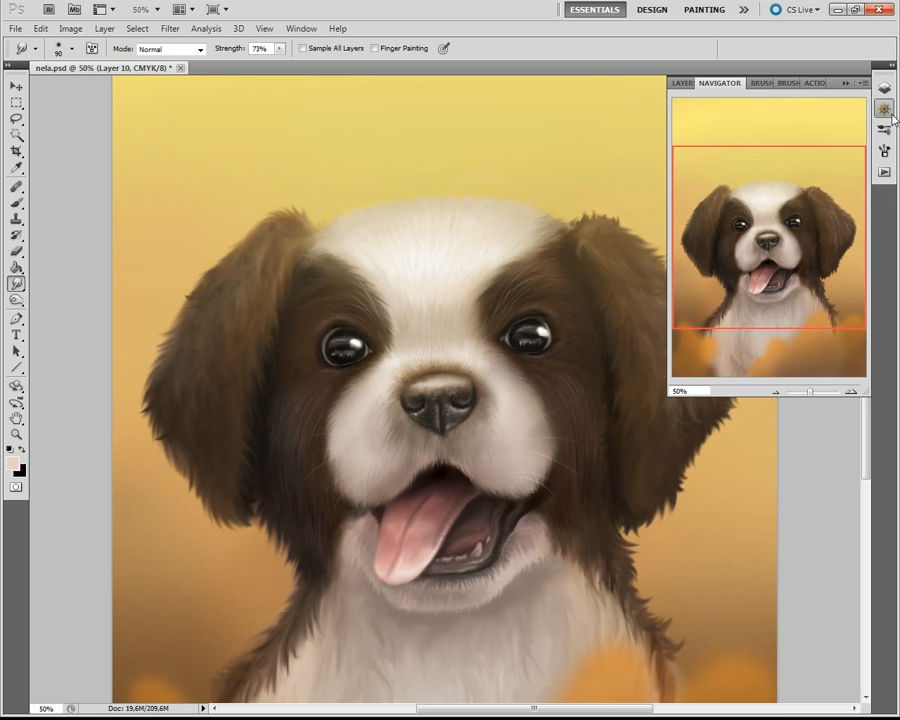 Ps Br Mb 50% ESSENTIALS DESIGN PAINTING CS Live
File Edit Image Layer Select Filter Analysis 3D View Window Help
90 Mode: Normal Strength: 73% Sample All Layers Finger Painting
nela.psd @ 50% (Layer 10, CMYK/8) *
LAYER: NAVIGATOR BRUSH BRUSH ACTIO
50%
T
50% Doc: 19,6M/209,6M